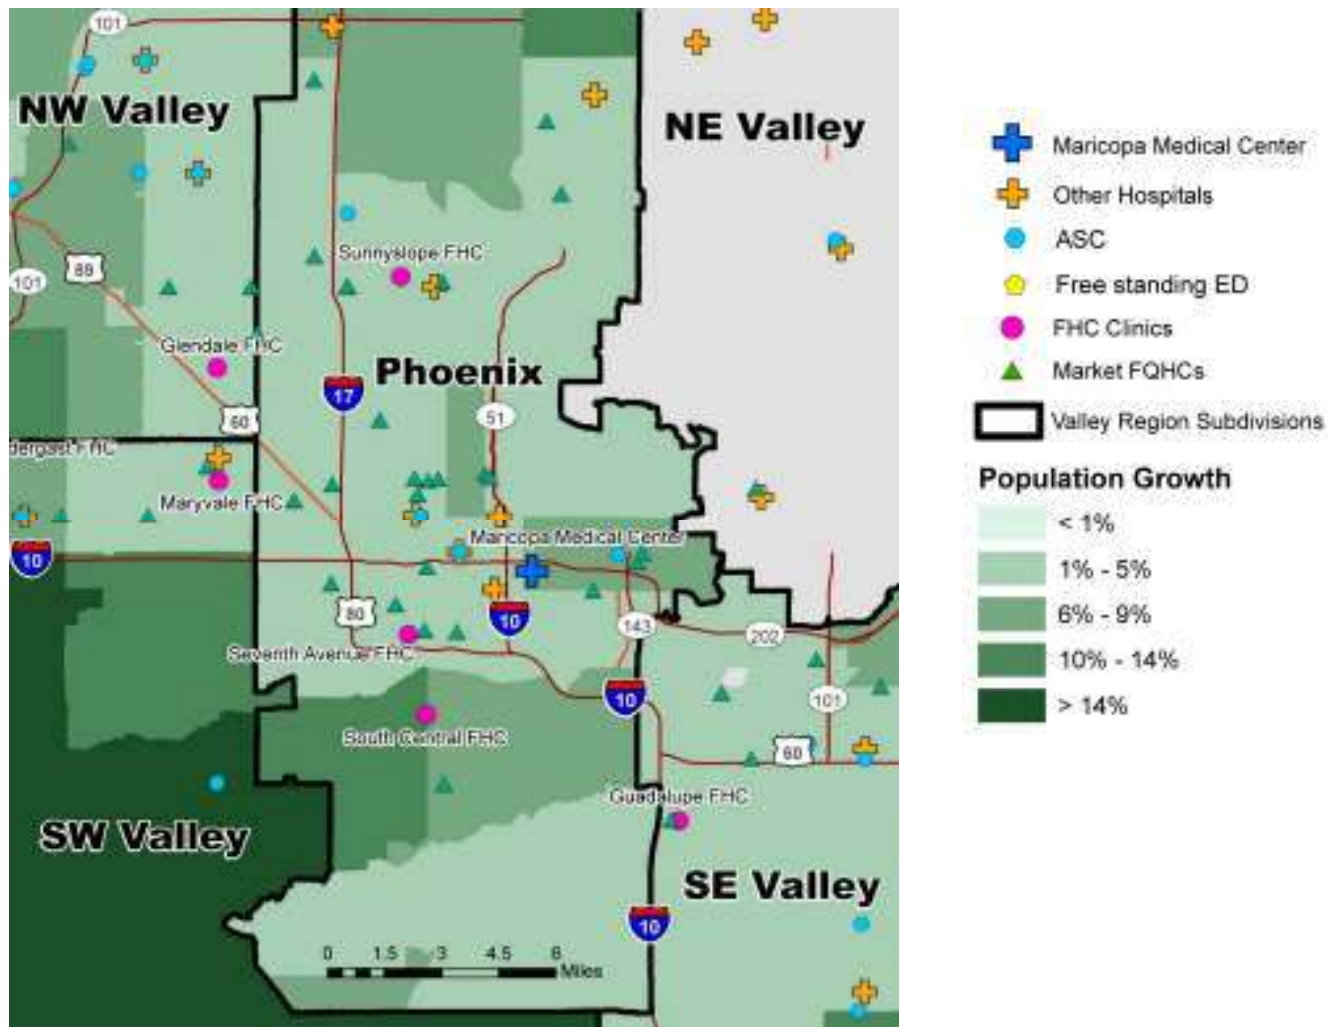 101
NW Valley
NE Valley
Sunnyslope FHC
89
101
Glendale FHC
Phoenix
17
51
60
dergast FHC
Maryvale FHC
Maricopa Medical Center
10
80
10
143
202
Seventh Avenue FHC
10
101
South Central FHC
60
Guadalupe FHC
SW Valley
SE Valley
10
0 1.5 3 4.5 6
Miles
Maricopa Medical Center
Other Hospitals
ASC
Free standing ED
FHC Clinics
Market FQHCs
Valley Region Subdivisions
Population Growth
< 1%
1% - 5%
6% - 9%
10% - 14%
> 14%